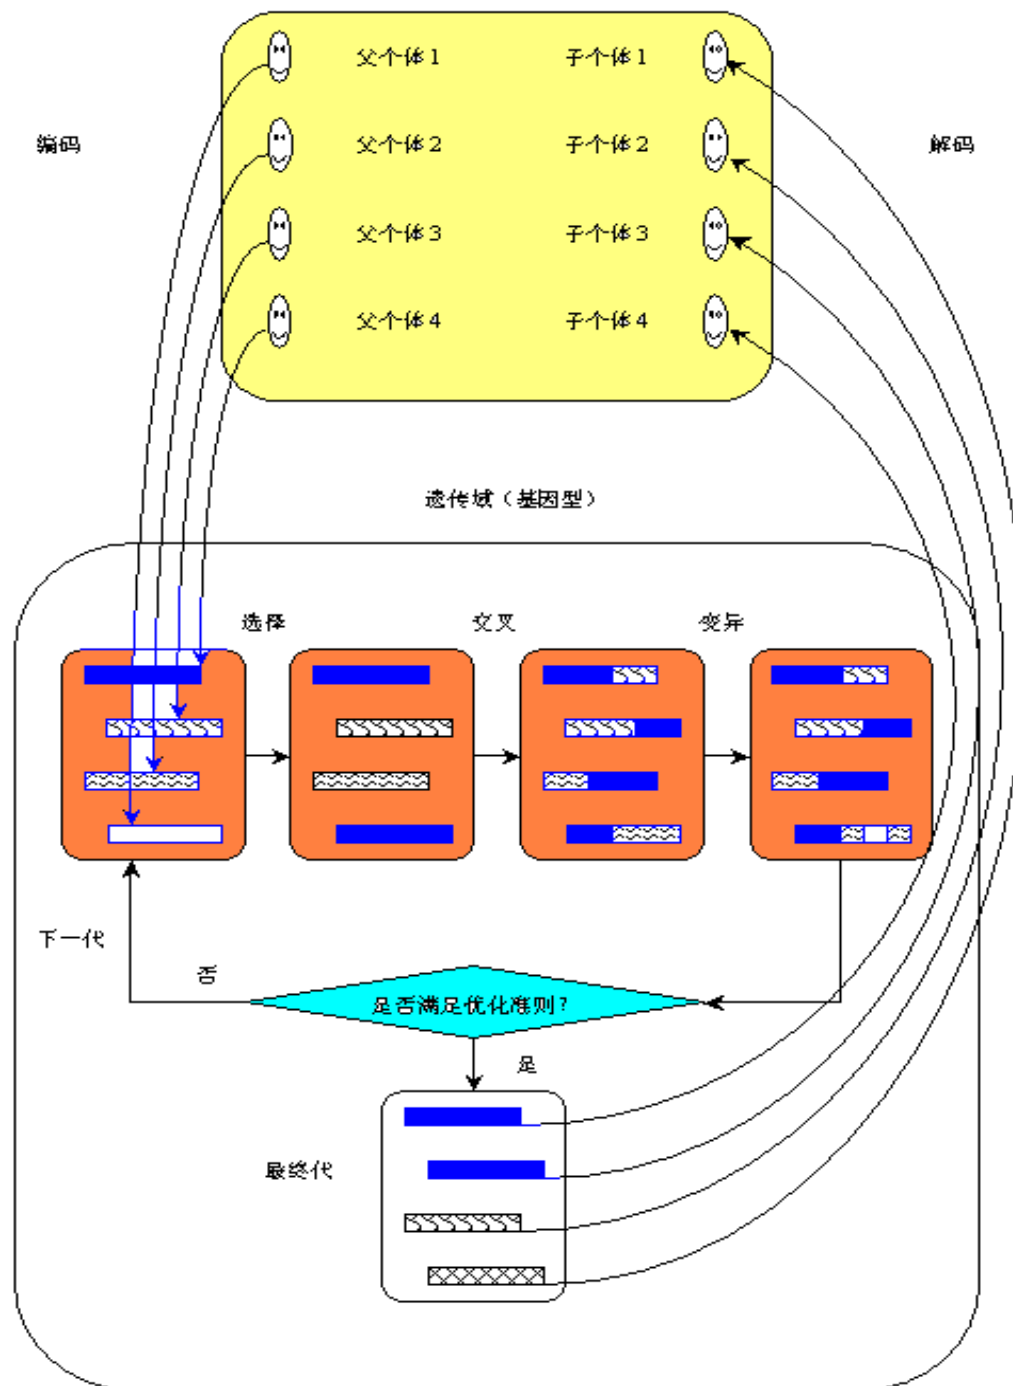 父个体1 子个体1
编码 父个体2 子个体2 解码
父个体3 子个体3
父个体4 子个体4
遗传域（基因型）
选择 交叉 变异
下一代
否
是否满足优化准则？
是
最终代